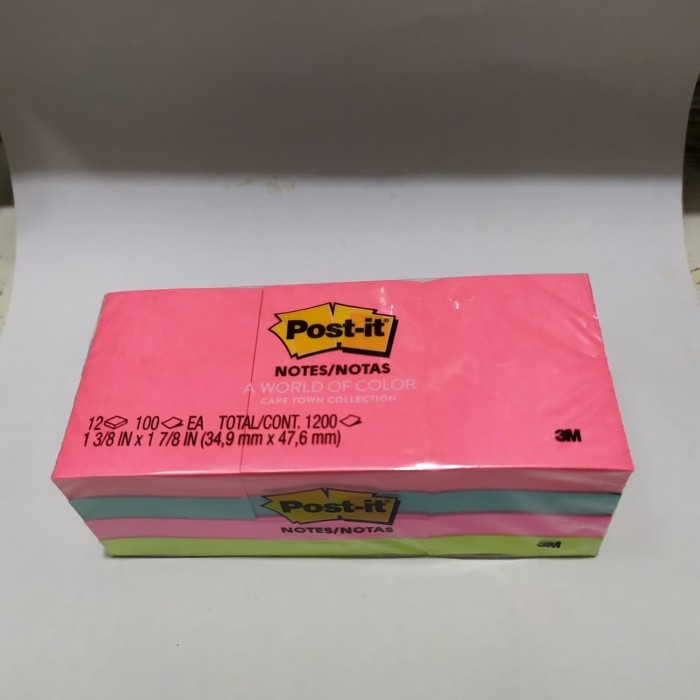 Post-it®
NOTES/NOTAS
A WORLD OF COLOR
CAPE TOWN COLLECTION
12 100 EA TOTAL/CONT. 1200
1 3/8 IN x 1 7/8 IN (34,9 mm x 47,6 mm)
3M
Post-it®
NOTES/NOTAS
3M